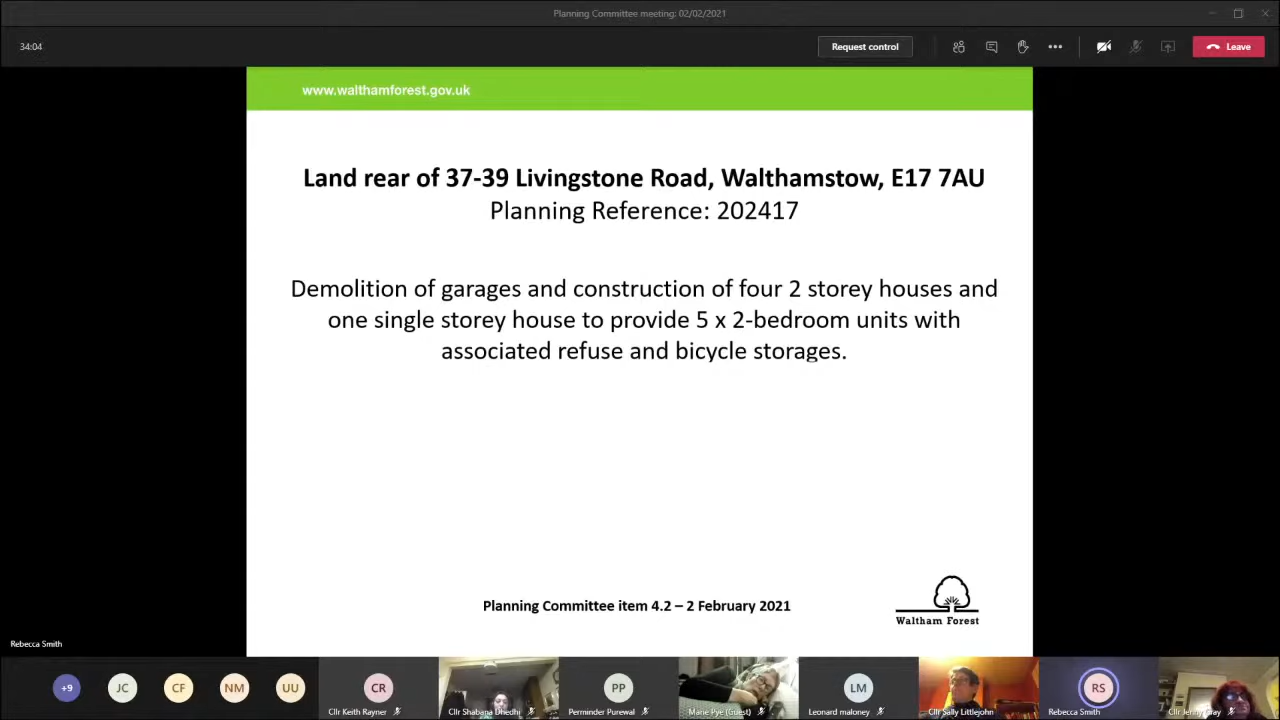 Planning Committee meeting: 02/02/2021
34:04
Request control
Leave
www.walthamforest.gov.uk
Land rear of 37-39 Livingstone Road, Walthamstow, E17 7AU
Planning Reference: 202417
Demolition of garages and construction of four 2 storey houses and
one single storey house to provide 5 x 2-bedroom units with
associated refuse and bicycle storages.
Planning Committee item 4.2 – 2 February 2021
Waltham Forest
Rebecca Smith
+9
JC
CF
NM
UU
CR
PP
LM
RS
Cllr Keith Rayner
Cllr Shabana Dhedhi
Perminder Purewal
Marie Pye (Guest)
Leonard maloney
Cllr Sally Littlejohn
Rebecca Smith
Cllr Jenny Gray